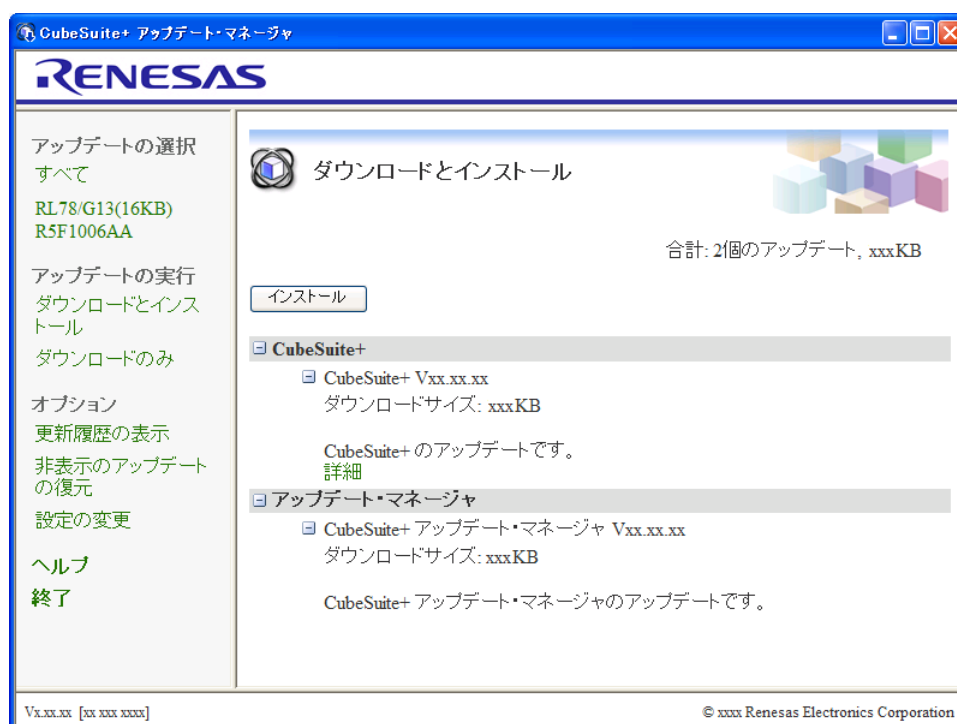 CubeSuite+ アップデート・マネージャ
RENESAS
アップデートの選択
すべて
RL78/G13(16KB)
R5F1006AA
アップデートの実行
ダウンロードとインス
トール
ダウンロードのみ
オプション
更新履歴の表示
非表示のアップデート
の復元
設定の変更
ヘルプ
終了
ダウンロードとインストール
合計: 2個のアップデート, xxxKB
インストール
CubeSuite+
CubeSuite+ Vxx.xx.xx
ダウンロードサイズ: xxxKB
CubeSuite+ のアップデートです。
詳細
アップデート・マネージャ
CubeSuite+ アップデート・マネージャ Vxx.xx.xx
ダウンロードサイズ: xxxKB
CubeSuite+ アップデート・マネージャのアップデートです。
Vx.xx.xx [xx xxx xxxx]
© xxxx Renesas Electronics Corporation